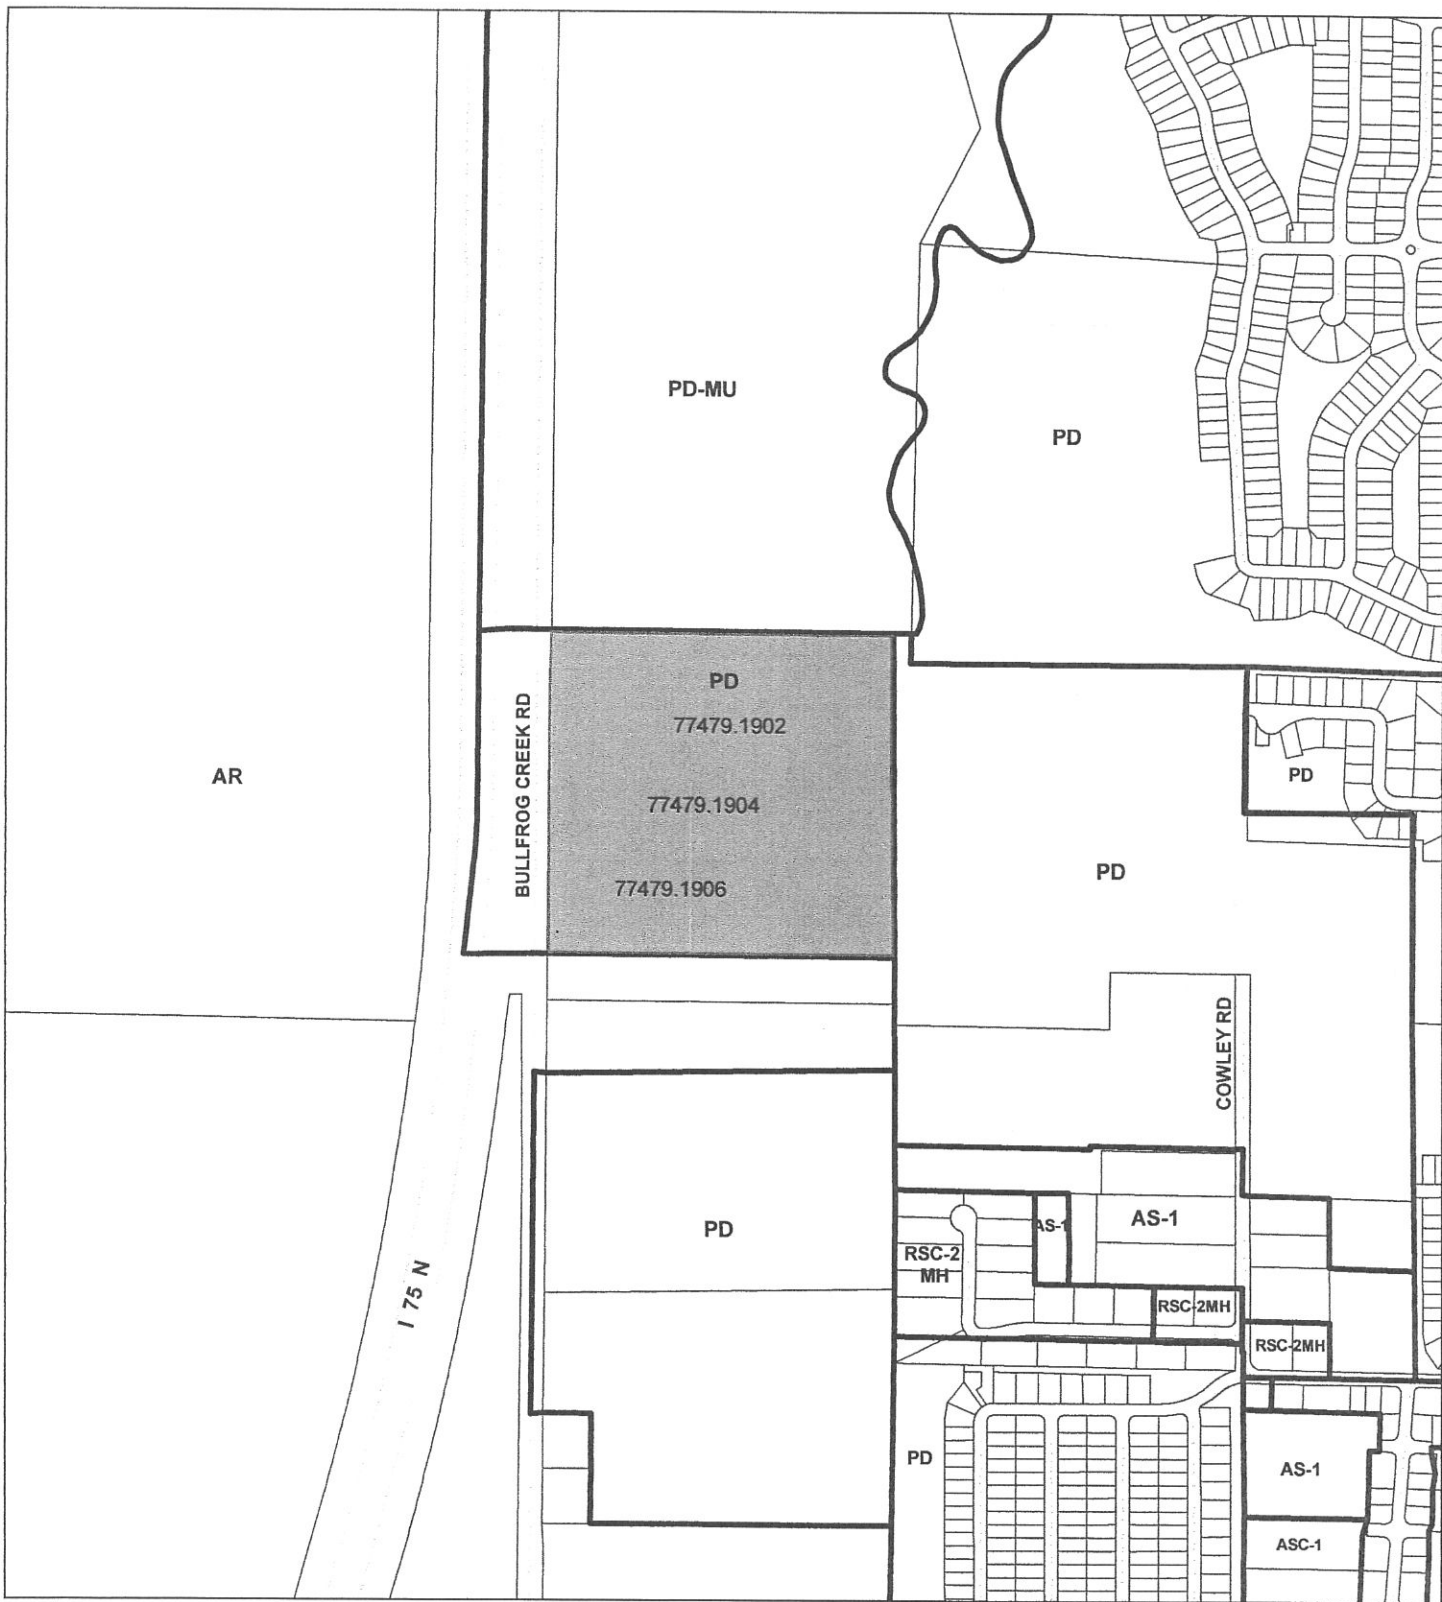 PD-MU
PD
PD
77479.1902
77479.1904
77479.1906
BULLFROG CREEK RD
AR
PD
PD
COWLEY RD
PD
I 75 N
AS-1
AS-1
RSC-2
MH
RSC-2MH
RSC-2MH
PD
AS-1
ASC-1